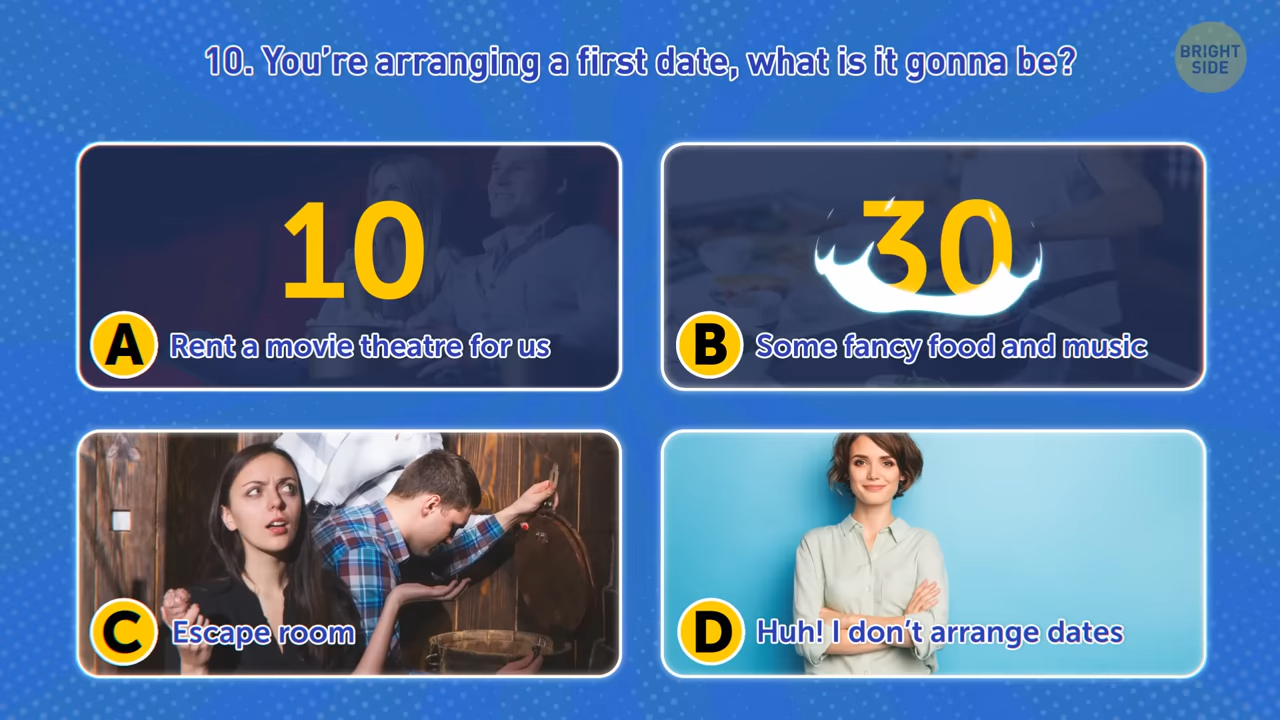 10. You're arranging a first date, what is it gonna be?
BRIGHT
SIDE
10
A Rent a movie theatre for us
30
B Some fancy food and music
C Escape room
D Huh! I don't arrange dates